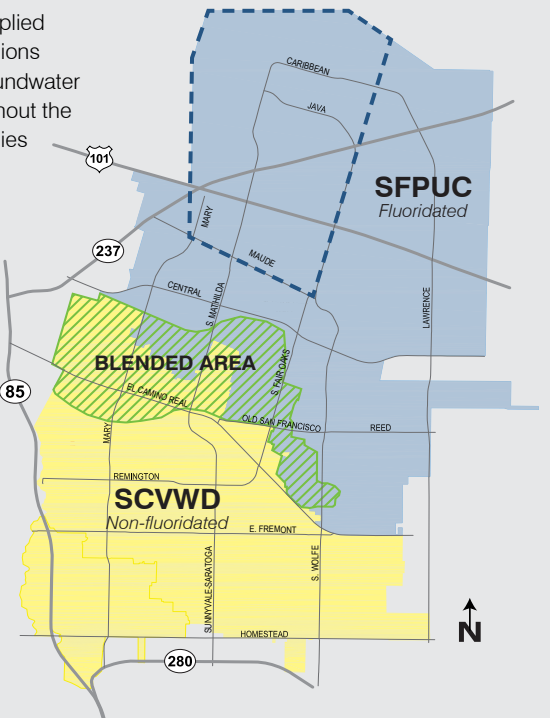 plied
ions
undwater
hout the
ies
CARIBBEAN
JAVA
101
SFPUC
Fluoridated
MARY
237
MAUDE
CENTRAL
S. MATHILDA
LAWRENCE
BLENDED AREA
S. FAIR OAKS
85
EL CAMINO REAL
OLD SAN FRANCISCO
REED
MARY
REMINGTON
SCVWD
Non-fluoridated
E. FREMONT
SUNNYVALE-SARATOGA
S. WOLFE
HOMESTEAD
N
280